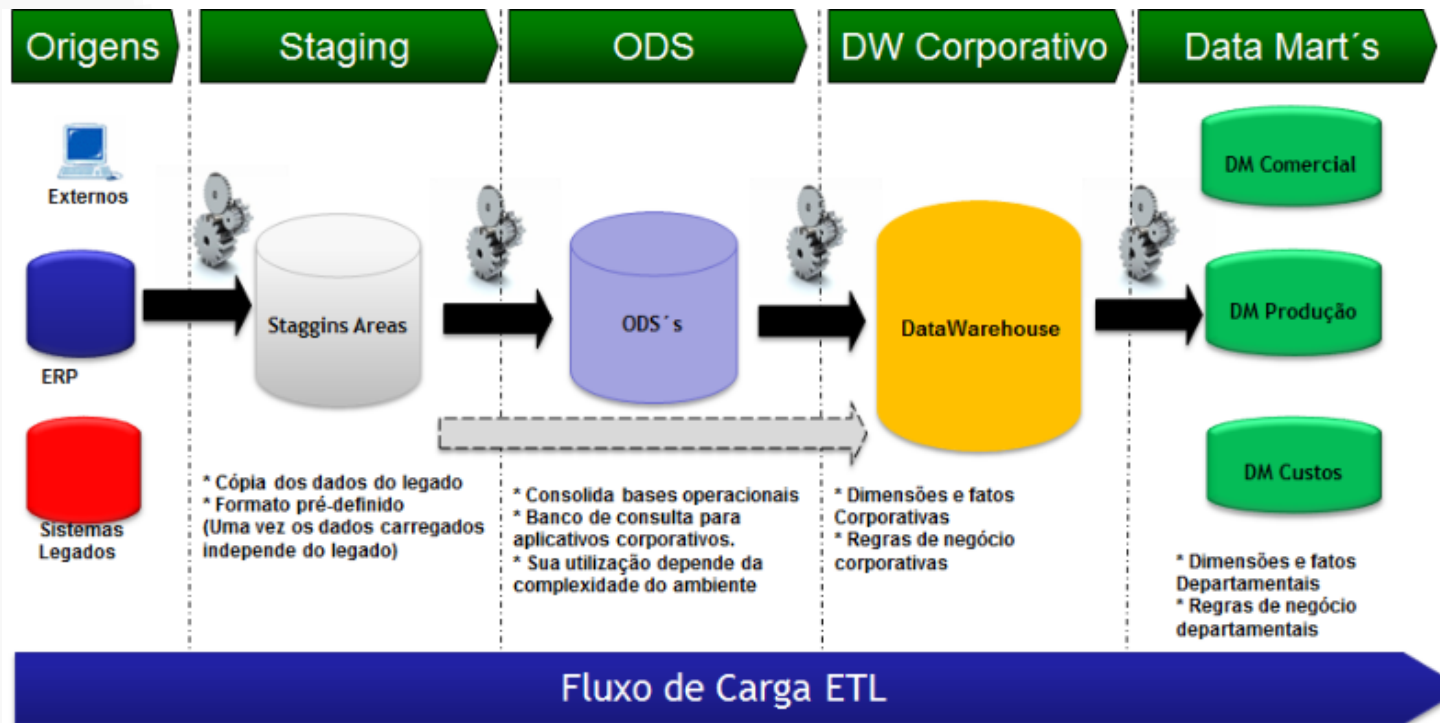 Origens
Staging
ODS
DW Corporativo
Data Mart´s
Externos
ERP
Sistemas
Legados
Staggins Areas
* Cópia dos dados do legado
* Formato pré-definido
(Uma vez os dados carregados
independe do legado)
ODS´s
* Consolida bases operacionais
* Banco de consulta para
aplicativos corporativos.
* Sua utilização depende da
complexidade do ambiente
DataWarehouse
* Dimensões e fatos
Corporativas
* Regras de negócio
corporativas
DM Comercial
DM Produção
DM Custos
* Dimensões e fatos
Departamentais
* Regras de negócio
departamentais
Fluxo de Carga ETL